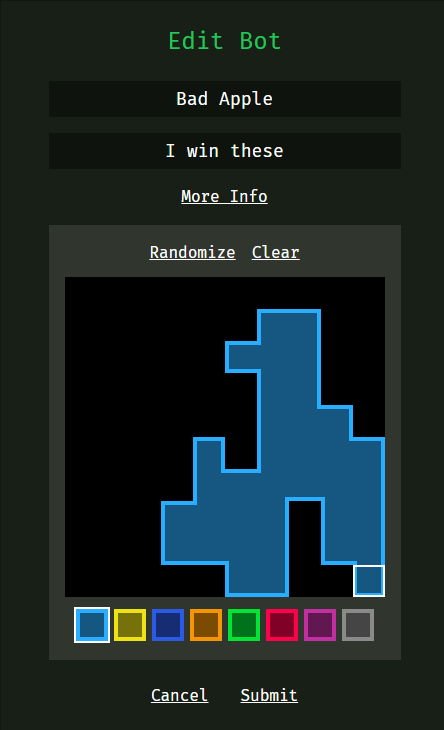 Edit Bot
Bad Apple
I win these
More Info
Randomize Clear
Cancel Submit